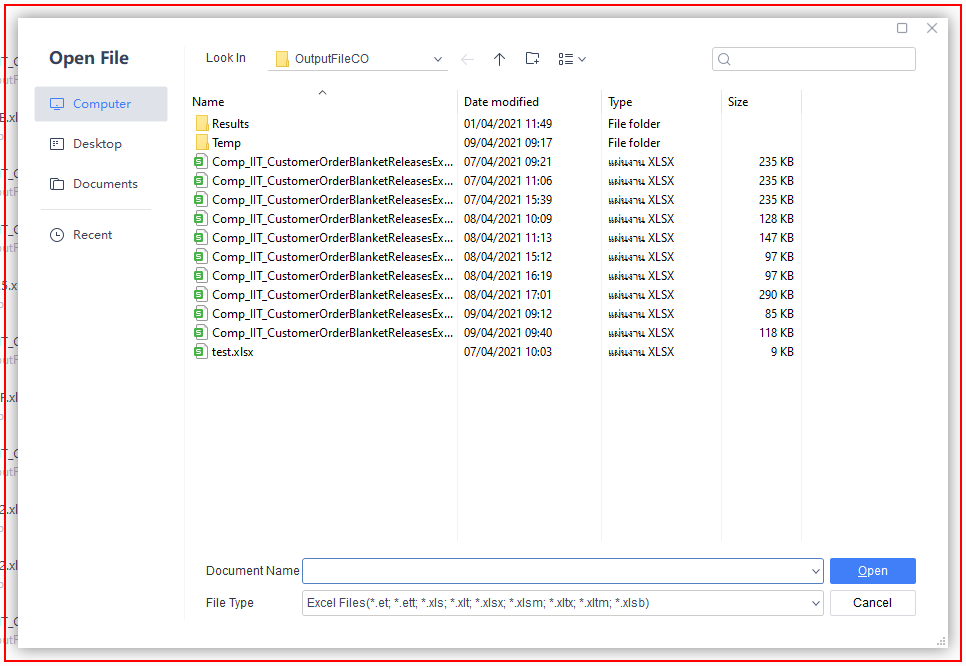 Open File
Computer
Desktop
Documents
Recent
Look In OutputFileCO
Name Date modified Type Size
Results 01/04/2021 11:49 File folder
Temp 09/04/2021 09:17 File folder
Comp_IIT_CustomerOrderBlanketReleasesEx... 07/04/2021 09:21 แผ่นงาน XLSX 235 KB
Comp_IIT_CustomerOrderBlanketReleasesEx... 07/04/2021 11:06 แผ่นงาน XLSX 235 KB
Comp_IIT_CustomerOrderBlanketReleasesEx... 07/04/2021 15:39 แผ่นงาน XLSX 235 KB
Comp_IIT_CustomerOrderBlanketReleasesEx... 08/04/2021 10:09 แผ่นงาน XLSX 128 KB
Comp_IIT_CustomerOrderBlanketReleasesEx... 08/04/2021 11:13 แผ่นงาน XLSX 147 KB
Comp_IIT_CustomerOrderBlanketReleasesEx... 08/04/2021 15:12 แผ่นงาน XLSX 97 KB
Comp_IIT_CustomerOrderBlanketReleasesEx... 08/04/2021 16:19 แผ่นงาน XLSX 97 KB
Comp_IIT_CustomerOrderBlanketReleasesEx... 08/04/2021 17:01 แผ่นงาน XLSX 290 KB
Comp_IIT_CustomerOrderBlanketReleasesEx... 09/04/2021 09:12 แผ่นงาน XLSX 85 KB
Comp_IIT_CustomerOrderBlanketReleasesEx... 09/04/2021 09:40 แผ่นงาน XLSX 118 KB
test.xlsx 07/04/2021 10:03 แผ่นงาน XLSX 9 KB
Document Name Open
File Type Excel Files(*.et; *.ett; *.xls; *.xlt; *.xlsx; *.xlsm; *.xltx; *.xltm; *.xlsb) Cancel